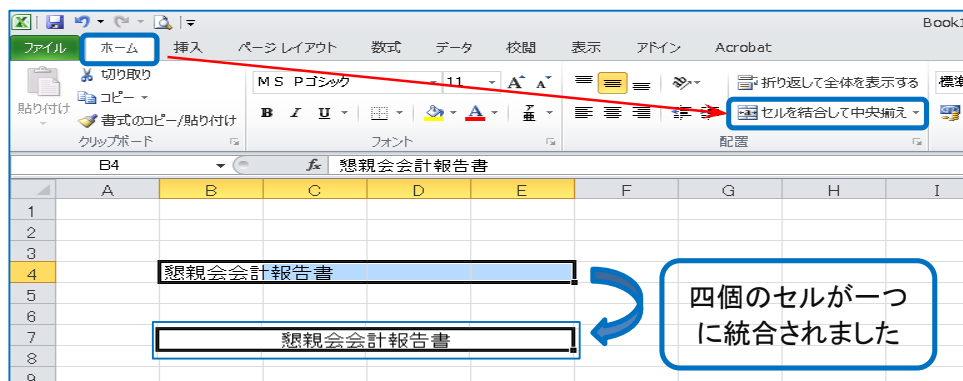 Book1
ファイル ホーム 挿入 ページ レイアウト 数式 データ 校閲 表示 アドイン Acrobat
切り取り
コピー
書式のコピー/貼り付け
貼り付け
クリップボード
ＭＳ Ｐゴシック 11 A A
B I U A
フォント
折り返して全体を表示する
セルを結合して中央揃え
配置
標準
B4 fx 懇親会会計報告書
A B C D E F G H I
1
2
3
4 懇親会会計報告書
5
6
7 懇親会会計報告書
8
9
四個のセルが一つ
に統合されました